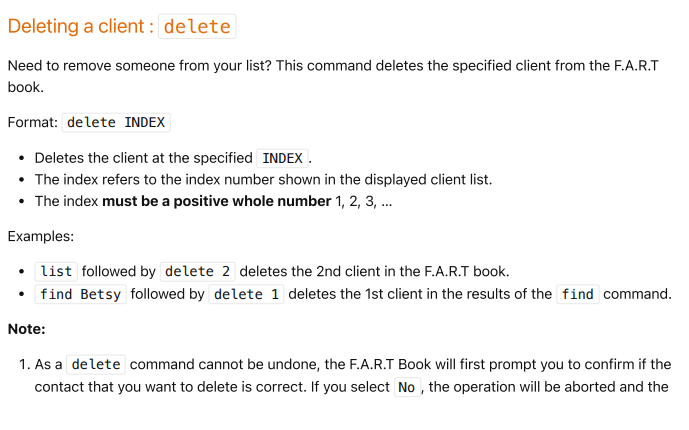 Deleting a client : delete
Need to remove someone from your list? This command deletes the specified client from the F.A.R.T
book.
Format: delete INDEX
• Deletes the client at the specified INDEX .
• The index refers to the index number shown in the displayed client list.
• The index must be a positive whole number 1, 2, 3, …
Examples:
• list followed by delete 2 deletes the 2nd client in the F.A.R.T book.
• find Betsy followed by delete 1 deletes the 1st client in the results of the find command.
Note:
1. As a delete command cannot be undone, the F.A.R.T Book will first prompt you to confirm if the
contact that you want to delete is correct. If you select No , the operation will be aborted and the